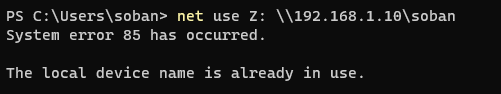 PS C:\Users\soban> net use Z: \\192.168.1.10\soban
System error 85 has occurred.
The local device name is already in use.